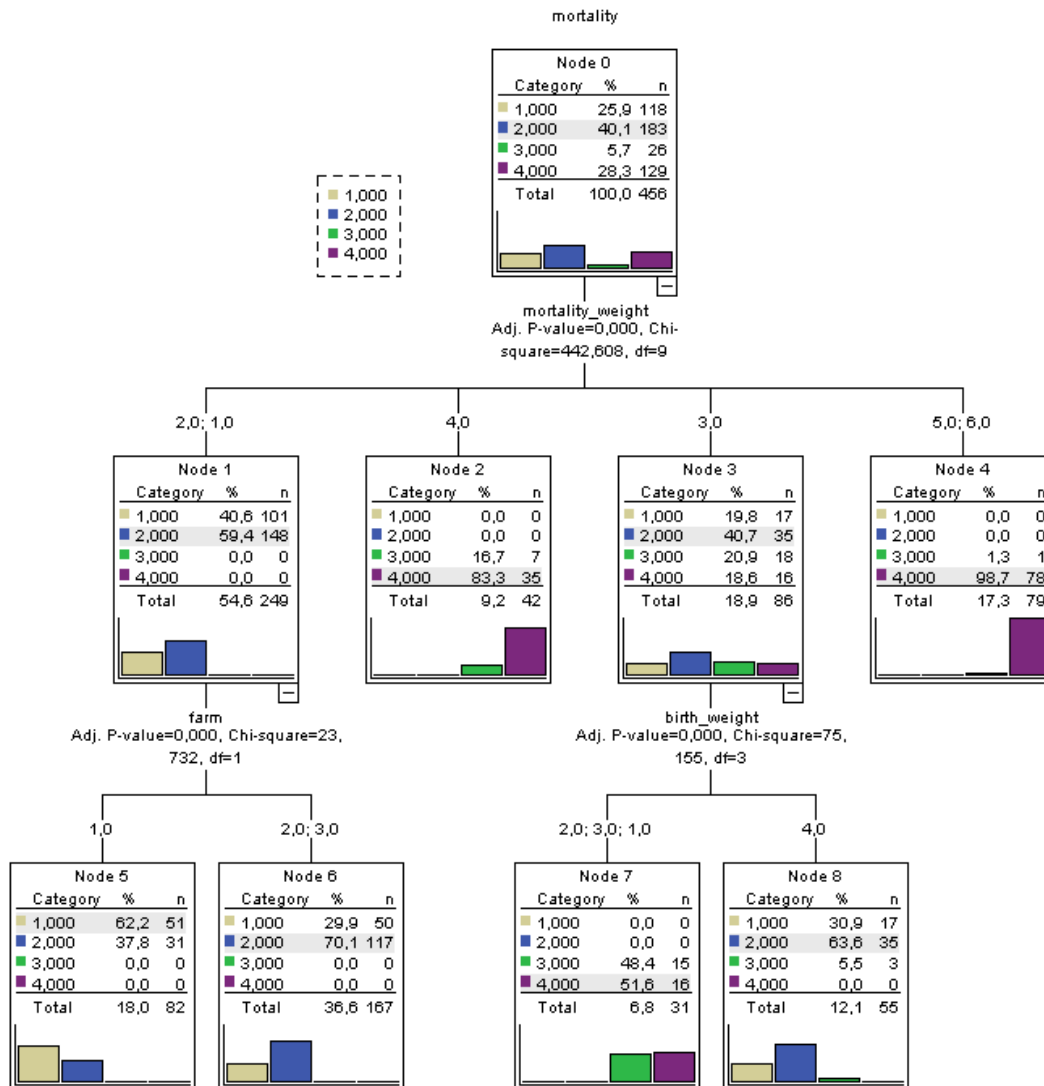 mortality
Node 0
Category % n
1,000 25,9 118
2,000 40,1 183
3,000 5,7 26
4,000 28,3 129
Total 100,0 456
1,000
2,000
3,000
4,000
mortality_weight
Adj. P-value=0,000, Chi-
square=442,608, df=9
2,0; 1,0
4,0
3,0
5,0; 6,0
Node 1
Category % n
1,000 40,6 101
2,000 59,4 148
3,000 0,0 0
4,000 0,0 0
Total 54,6 249
Node 2
Category % n
1,000 0,0 0
2,000 0,0 0
3,000 16,7 7
4,000 83,3 35
Total 9,2 42
Node 3
Category % n
1,000 19,8 17
2,000 40,7 35
3,000 20,9 18
4,000 18,6 16
Total 18,9 86
Node 4
Category % n
1,000 0,0 0
2,000 0,0 0
3,000 1,3 1
4,000 98,7 78
Total 17,3 79
farm
Adj. P-value=0,000, Chi-square=23,
732, df=1
birth_weight
Adj. P-value=0,000, Chi-square=75,
155, df=3
1,0
2,0; 3,0
2,0; 3,0; 1,0
4,0
Node 5
Category % n
1,000 62,2 51
2,000 37,8 31
3,000 0,0 0
4,000 0,0 0
Total 18,0 82
Node 6
Category % n
1,000 29,9 50
2,000 70,1 117
3,000 0,0 0
4,000 0,0 0
Total 36,6 167
Node 7
Category % n
1,000 0,0 0
2,000 0,0 0
3,000 48,4 15
4,000 51,6 16
Total 6,8 31
Node 8
Category % n
1,000 30,9 17
2,000 63,6 35
3,000 5,5 3
4,000 0,0 0
Total 12,1 55